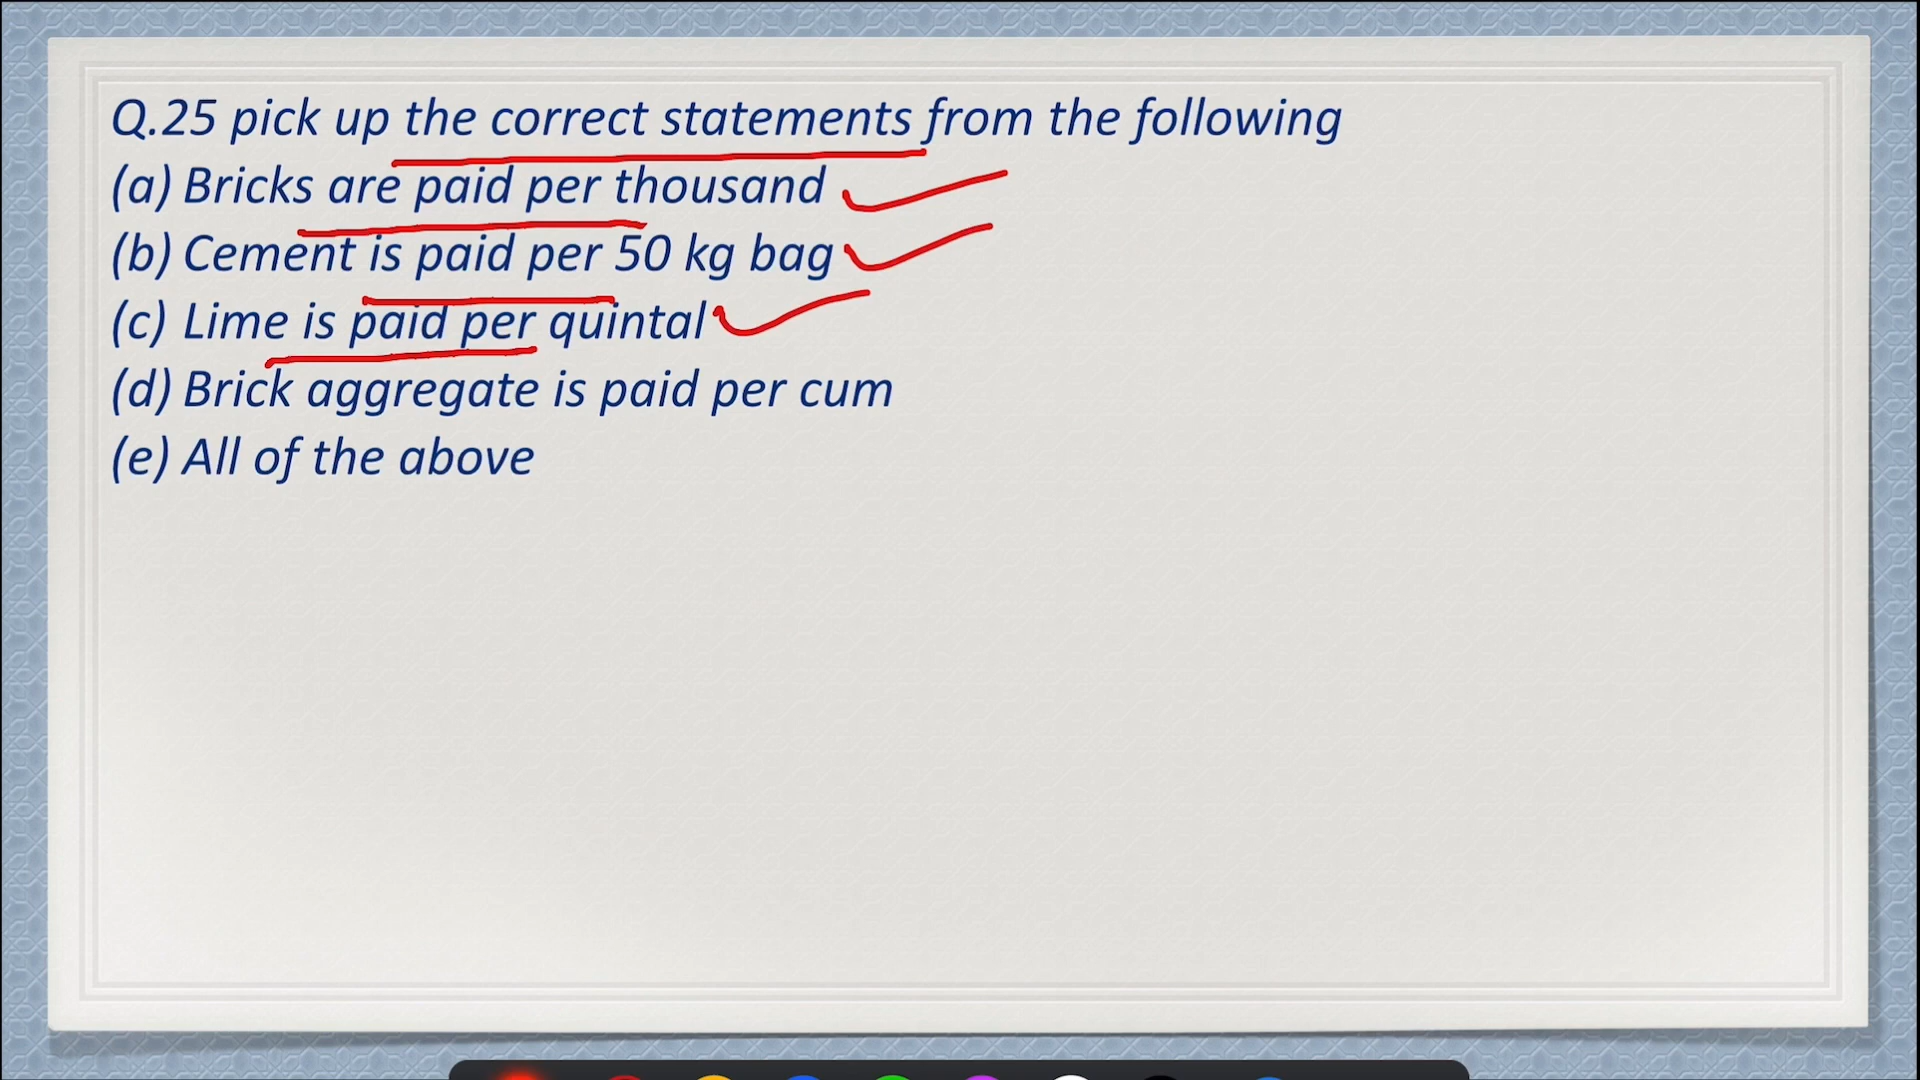 Q.25 pick up the correct statements from the following
(a) Bricks are paid per thousand
(b) Cement is paid per 50 kg bag
(c) Lime is paid per quintal
(d) Brick aggregate is paid per cum
(e) All of the above